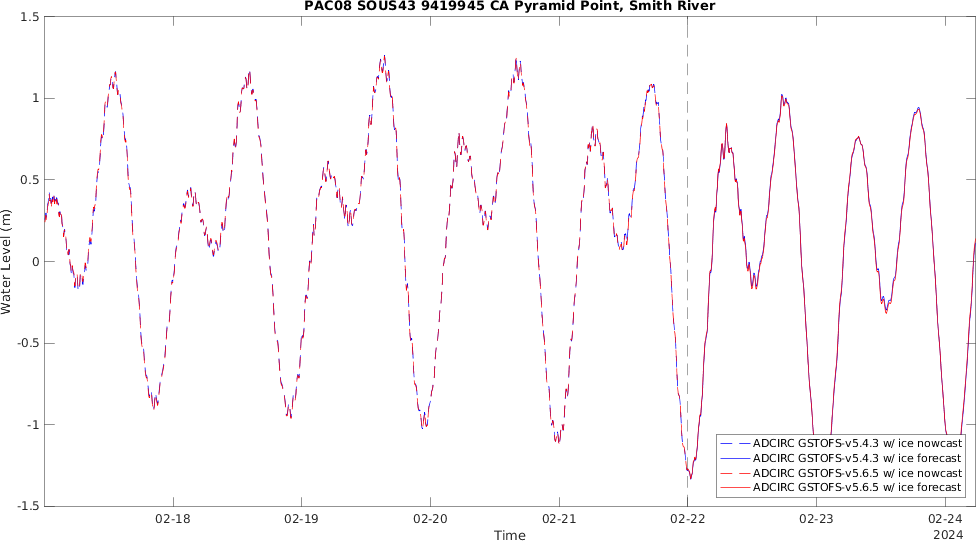 PAC08 SOUS43 9419945 CA Pyramid Point, Smith River
1.5
1
0.5
0
-0.5
-1
-1.5
Water Level (m)
02-18 02-19 02-20 02-21 02-22 02-23 02-24
Time
2024
ADCIRC GSTOFS-v5.4.3 w/ ice nowcast
ADCIRC GSTOFS-v5.4.3 w/ ice forecast
ADCIRC GSTOFS-v5.6.5 w/ ice nowcast
ADCIRC GSTOFS-v5.6.5 w/ ice forecast